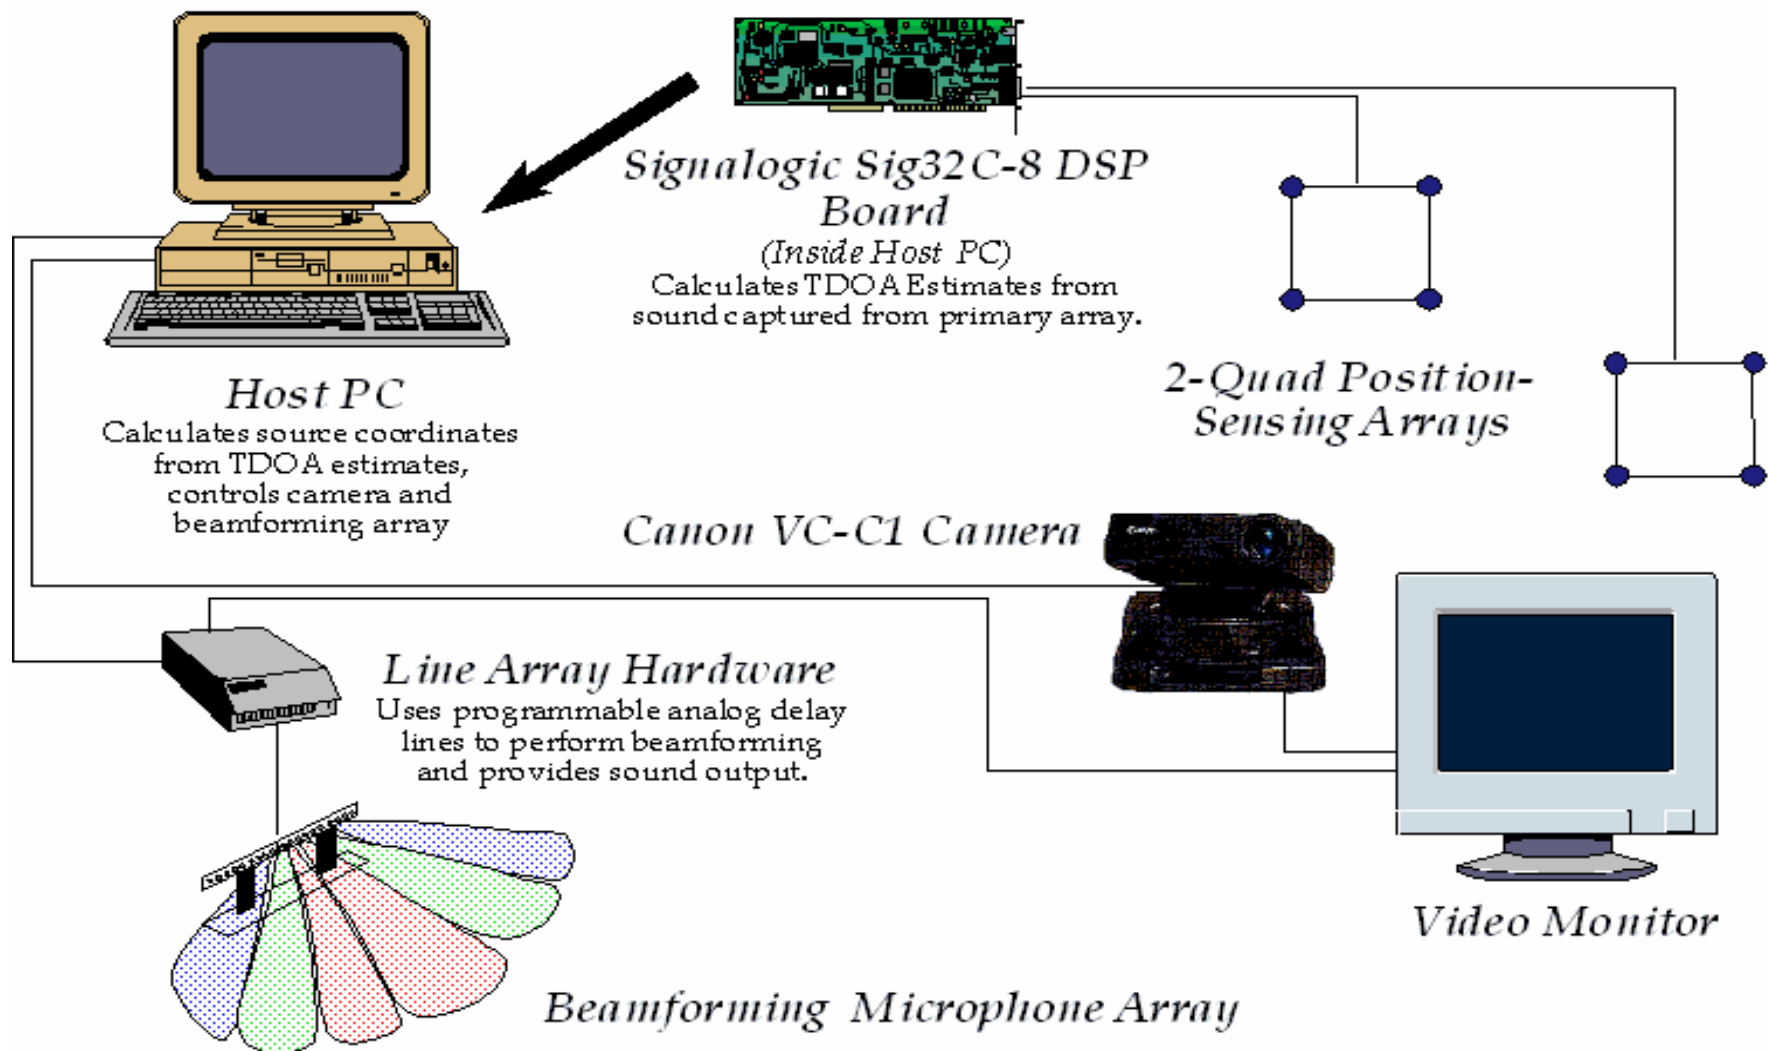 Signalogic Sig32C-8 DSP
Board
(Inside Host PC)
Calculates TDOA Estimates from
sound captured from primary array.
Host PC
Calculates source coordinates
from TDOA estimates,
controls camera and
beamforming array
2-Quad Position-
Sensing Arrays
Canon VC-C1 Camera
Canon
Line Array Hardware
Uses programmable analog delay
lines to perform beamforming
and provides sound output.
Video Monitor
Beamforming Microphone Array